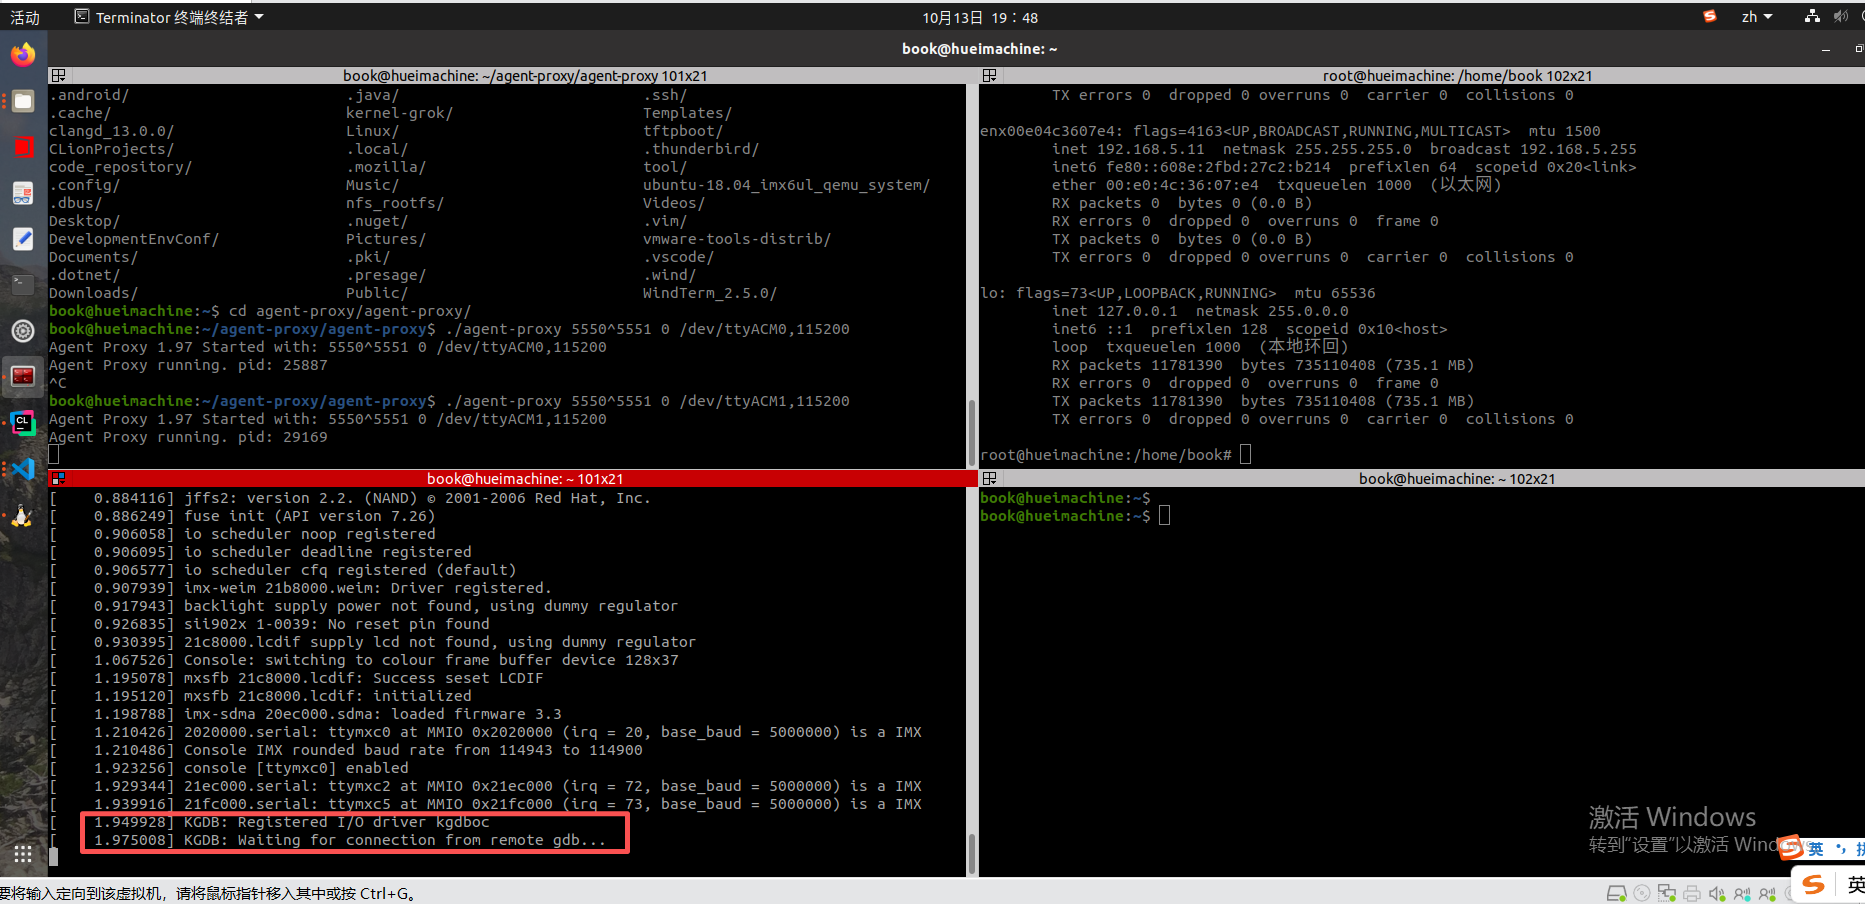 活动
Terminator 终端终结者
10月13日 19：48
zh
book@hueimachine: ~
book@hueimachine: ~/agent-proxy/agent-proxy 101x21
.android/ .java/ .ssh/
.cache/ kernel-grok/ Templates/
clangd_13.0.0/ Linux/ tftpboot/
CLionProjects/ .local/ .thunderbird/
code_repository/ .mozilla/ tool/
.config/ Music/ ubuntu-18.04_imx6ul_qemu_system/
.dbus/ nfs_rootfs/ Videos/
Desktop/ .nuget/ .vim/
DevelopmentEnvConf/ Pictures/ vmware-tools-distrib/
Documents/ .pki/ .vscode/
.dotnet/ .presage/ .wind/
Downloads/ Public/ WindTerm_2.5.0/
book@hueimachine:~$ cd agent-proxy/agent-proxy/
book@hueimachine:~/agent-proxy/agent-proxy$ ./agent-proxy 5550^5551 0 /dev/ttyACM0,115200
Agent Proxy 1.97 Started with: 5550^5551 0 /dev/ttyACM0,115200
Agent Proxy running. pid: 25887
^C
book@hueimachine:~/agent-proxy/agent-proxy$ ./agent-proxy 5550^5551 0 /dev/ttyACM1,115200
Agent Proxy 1.97 Started with: 5550^5551 0 /dev/ttyACM1,115200
Agent Proxy running. pid: 29169
root@hueimachine: /home/book 102x21
TX errors 0 dropped 0 overruns 0 carrier 0 collisions 0
enx00e04c3607e4: flags=4163<UP,BROADCAST,RUNNING,MULTICAST> mtu 1500
inet 192.168.5.11 netmask 255.255.255.0 broadcast 192.168.5.255
inet6 fe80::608e:2fbd:27c2:b214 prefixlen 64 scopeid 0x20<link>
ether 00:e0:4c:36:07:e4 txqueuelen 1000 (以太网)
RX packets 0 bytes 0 (0.0 B)
RX errors 0 dropped 0 overruns 0 frame 0
TX packets 0 bytes 0 (0.0 B)
TX errors 0 dropped 0 overruns 0 carrier 0 collisions 0
lo: flags=73<UP,LOOPBACK,RUNNING> mtu 65536
inet 127.0.0.1 netmask 255.0.0.0
inet6 ::1 prefixlen 128 scopeid 0x10<host>
loop txqueuelen 1000 (本地环回)
RX packets 11781390 bytes 735110408 (735.1 MB)
RX errors 0 dropped 0 overruns 0 frame 0
TX packets 11781390 bytes 735110408 (735.1 MB)
TX errors 0 dropped 0 overruns 0 carrier 0 collisions 0
root@hueimachine:/home/book#
book@hueimachine: ~ 101x21
[ 0.884116] jffs2: version 2.2. (NAND) © 2001-2006 Red Hat, Inc.
[ 0.886249] fuse init (API version 7.26)
[ 0.906058] io scheduler noop registered
[ 0.906095] io scheduler deadline registered
[ 0.906577] io scheduler cfq registered (default)
[ 0.907939] imx-weim 21b8000.weim: Driver registered.
[ 0.917943] backlight supply power not found, using dummy regulator
[ 0.926835] sii902x 1-0039: No reset pin found
[ 0.930395] 21c8000.lcdif supply lcd not found, using dummy regulator
[ 1.067526] Console: switching to colour frame buffer device 128x37
[ 1.195078] mxsfb 21c8000.lcdif: Success seset LCDIF
[ 1.195120] mxsfb 21c8000.lcdif: initialized
[ 1.198788] imx-sdma 20ec000.sdma: loaded firmware 3.3
[ 1.210426] 2020000.serial: ttymxc0 at MMIO 0x2020000 (irq = 20, base_baud = 5000000) is a IMX
[ 1.210486] Console IMX rounded baud rate from 114943 to 114900
[ 1.923256] console [ttymxc0] enabled
[ 1.929344] 21ec000.serial: ttymxc2 at MMIO 0x21ec000 (irq = 72, base_baud = 5000000) is a IMX
[ 1.939916] 21fc000.serial: ttymxc5 at MMIO 0x21fc000 (irq = 73, base_baud = 5000000) is a IMX
[ 1.949928] KGDB: Registered I/O driver kgdboc
[ 1.975008] KGDB: Waiting for connection from remote gdb...
book@hueimachine: ~ 102x21
book@hueimachine:~$
book@hueimachine:~$
激活 Windows
转到"设置"以激活 Wind
英
英
要将输入定向到该虚拟机，请将鼠标指针移入其中或按 Ctrl+G。